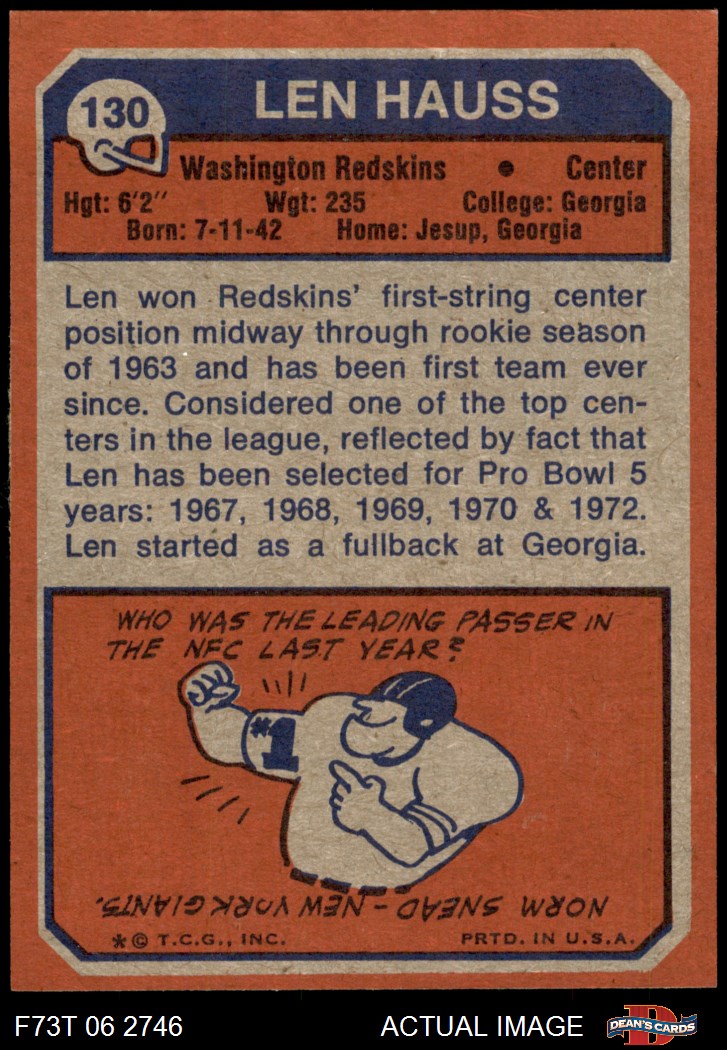 130
LEN HAUSS
Washington Redskins • Center
Hgt: 6'2" Wgt: 235 College: Georgia
Born: 7-11-42 Home: Jesup, Georgia
Len won Redskins' first-string center
position midway through rookie season
of 1963 and has been first team ever
since. Considered one of the top cen-
ters in the league, reflected by fact that
Len has been selected for Pro Bowl 5
years: 1967, 1968, 1969, 1970 & 1972.
Len started as a fullback at Georgia.
WHO WAS THE LEADING PASSER IN
THE NFC LAST YEAR?
#1
NORM SNEAD - NEW YORK GIANTS.
*© T.C.G., INC. PRTD. IN U.S.A.
F73T 06 2746 ACTUAL IMAGE D DEAN'S CARDS